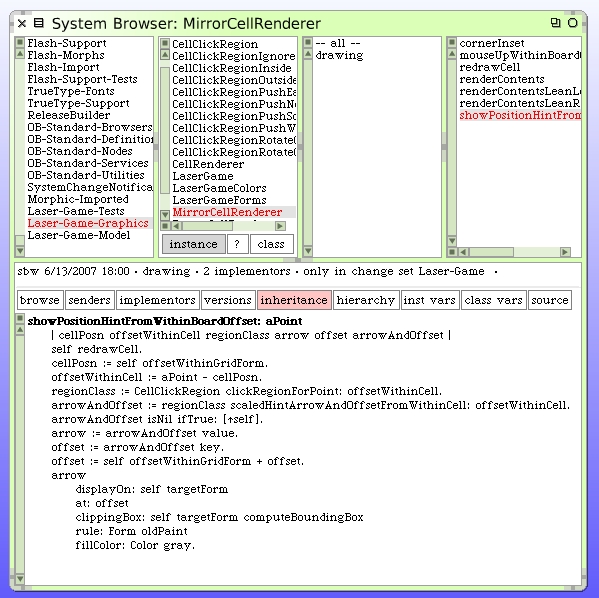 System Browser: MirrorCellRenderer
Flash-Support
Flash-Morphs
Flash-Import
Flash-Support-Tests
TrueType-Fonts
TrueType-Support
ReleaseBuilder
OB-Standard-Browsers
OB-Standard-Definition
OB-Standard-Nodes
OB-Standard-Services
OB-Standard-Utilities
SystemChangeNotifica
Morphic-Imported
Laser-Game-Tests
Laser-Game-Graphics
Laser-Game-Model
CellClickRegion
CellClickRegionIgnore
CellClickRegionInside
CellClickRegionOutside
CellClickRegionPushEa
CellClickRegionPushNo
CellClickRegionPushSo
CellClickRegionPushW
CellClickRegionRotateC
CellClickRegionRotateC
CellRenderer
LaserGame
LaserGameColors
LaserGameForms
MirrorCellRenderer
instance ? class
-- all --
drawing
cornerInset
mouseUpWithinBoard
redrawCell
renderContents
renderContentsLeanL
renderContentsLeanR
showPositionHintFrom
sbw 6/13/2007 18:00 · drawing · 2 implementors · only in change set Laser-Game ·
browse senders implementors versions inheritance hierarchy inst vars class vars source
showPositionHintFromWithinBoardOffset: aPoint
| cellPosn offsetWithinCell regionClass arrow offset arrowAndOffset |
self redrawCell.
cellPosn := self offsetWithinGridForm.
offsetWithinCell := aPoint - cellPosn.
regionClass := CellClickRegion clickRegionForPoint: offsetWithinCell.
arrowAndOffset := regionClass scaledHintArrowAndOffsetFromWithinCell: offsetWithinCell.
arrowAndOffset isNil ifTrue: [↑self].
arrow := arrowAndOffset value.
offset := arrowAndOffset key.
offset := self offsetWithinGridForm + offset.
arrow
displayOn: self targetForm
at: offset
clippingBox: self targetForm computeBoundingBox
rule: Form oldPaint
fillColor: Color gray.